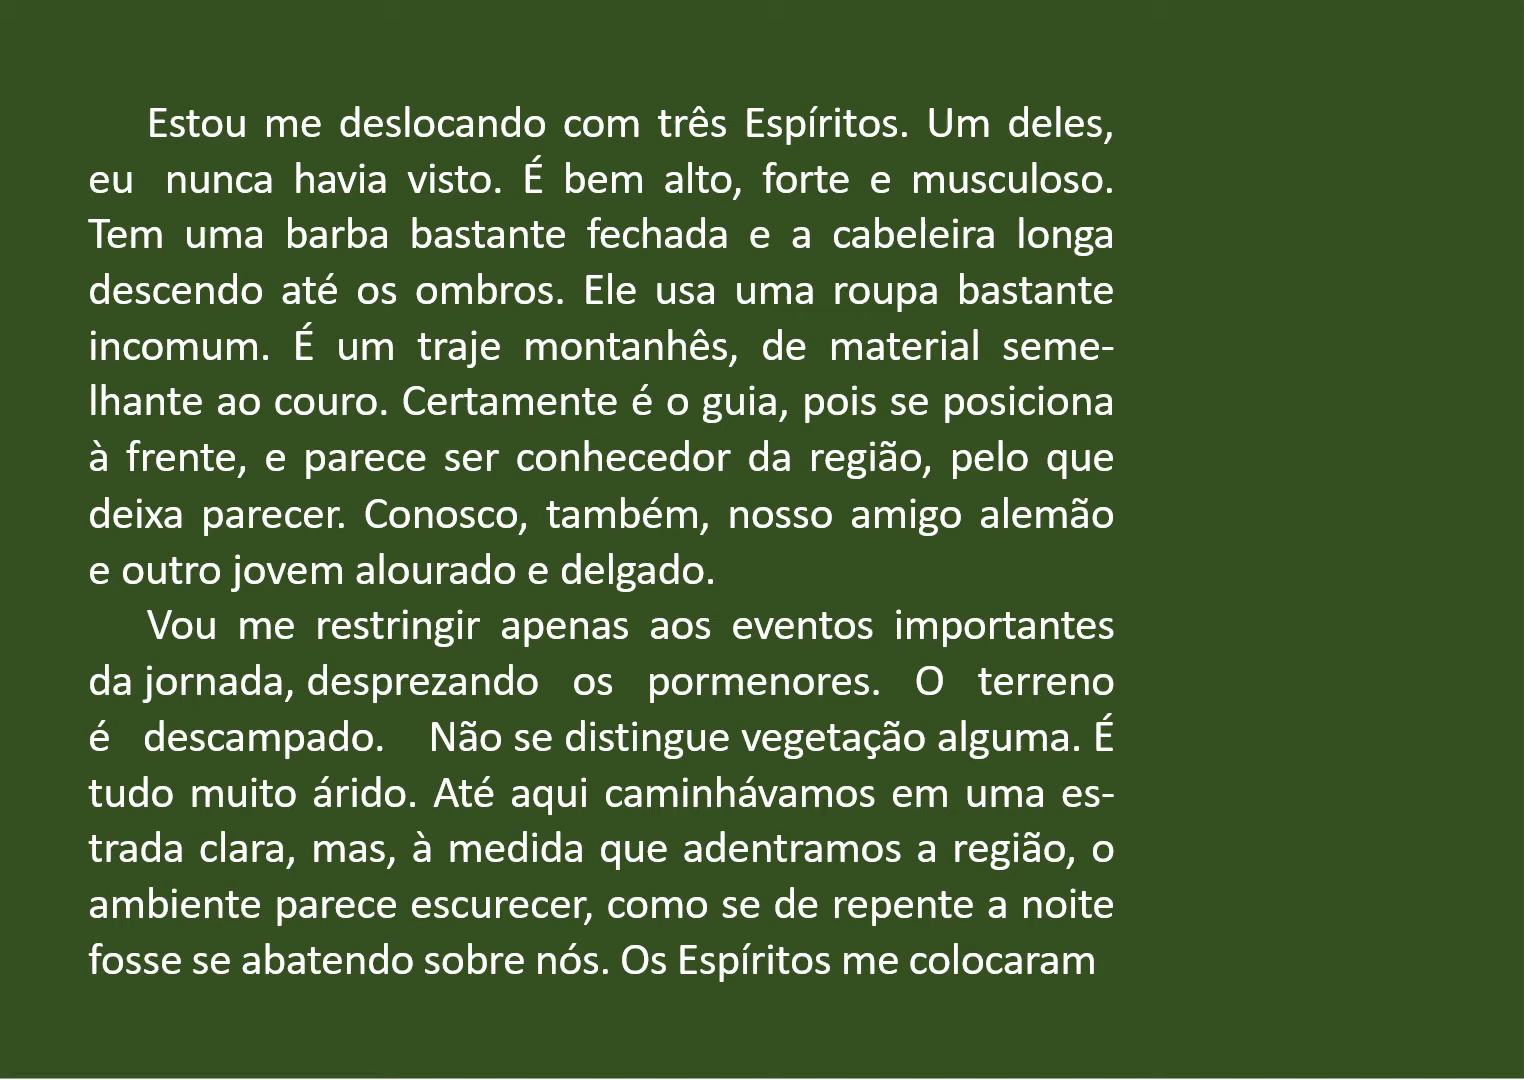 Estou me deslocando com três Espíritos. Um deles,
eu nunca havia visto. É bem alto, forte e musculoso.
Tem uma barba bastante fechada e a cabeleira longa
descendo até os ombros. Ele usa uma roupa bastante
incomum. É um traje montanhês, de material seme-
lhante ao couro. Certamente é o guia, pois se posiciona
à frente, e parece ser conhecedor da região, pelo que
deixa parecer. Conosco, também, nosso amigo alemão
e outro jovem alourado e delgado.
Vou me restringir apenas aos eventos importantes
da jornada, desprezando os pormenores. O terreno
é descampado. Não se distingue vegetação alguma. É
tudo muito árido. Até aqui caminhávamos em uma es-
trada clara, mas, à medida que adentramos a região, o
ambiente parece escurecer, como se de repente a noite
fosse se abatendo sobre nós. Os Espíritos me colocaram